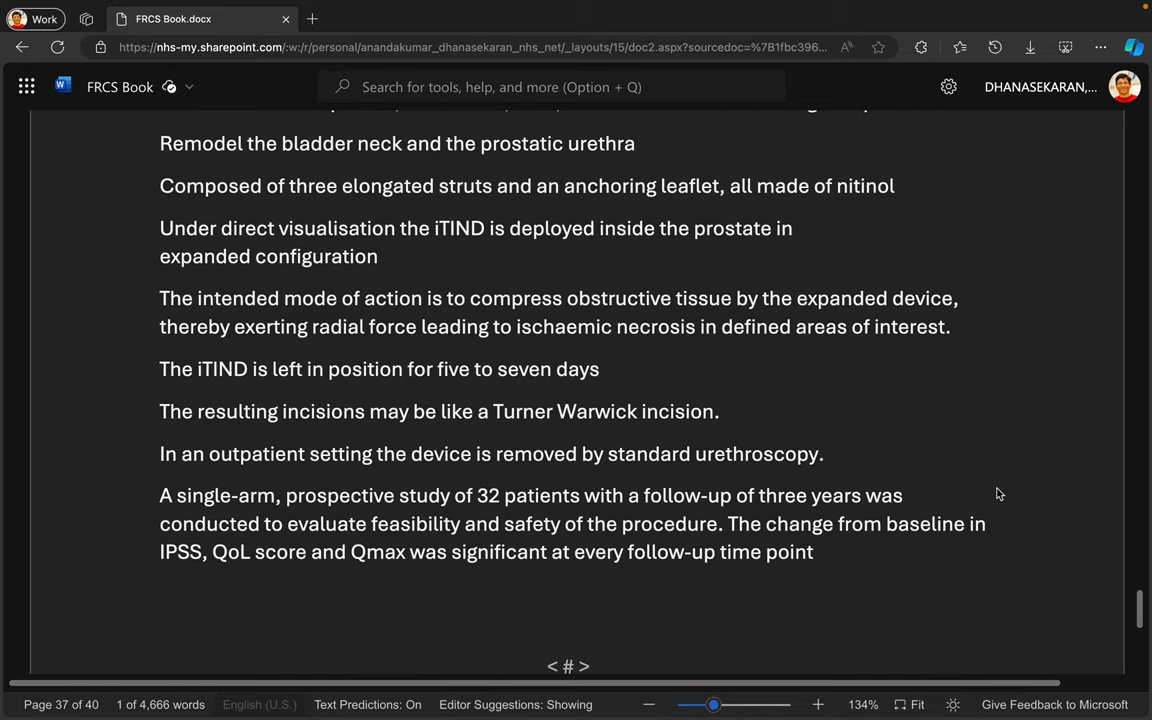 Work
FRCS Book.docx
https://nhs-my.sharepoint.com/:w:/r/personal/anandakumar_dhanasekaran_nhs_net/_layouts/15/doc2.aspx?sourcedoc=%7B1fbc396...
FRCS Book
Search for tools, help, and more (Option + Q)
DHANASEKARAN,...
Remodel the bladder neck and the prostatic urethra
Composed of three elongated struts and an anchoring leaflet, all made of nitinol
Under direct visualisation the iTIND is deployed inside the prostate in
expanded configuration
The intended mode of action is to compress obstructive tissue by the expanded device,
thereby exerting radial force leading to ischaemic necrosis in defined areas of interest.
The iTIND is left in position for five to seven days
The resulting incisions may be like a Turner Warwick incision.
In an outpatient setting the device is removed by standard urethroscopy.
A single-arm, prospective study of 32 patients with a follow-up of three years was
conducted to evaluate feasibility and safety of the procedure. The change from baseline in
IPSS, QoL score and Qmax was significant at every follow-up time point
< # >
Page 37 of 40 1 of 4,666 words English (U.S.) Text Predictions: On Editor Suggestions: Showing 134% Fit Give Feedback to Microsoft